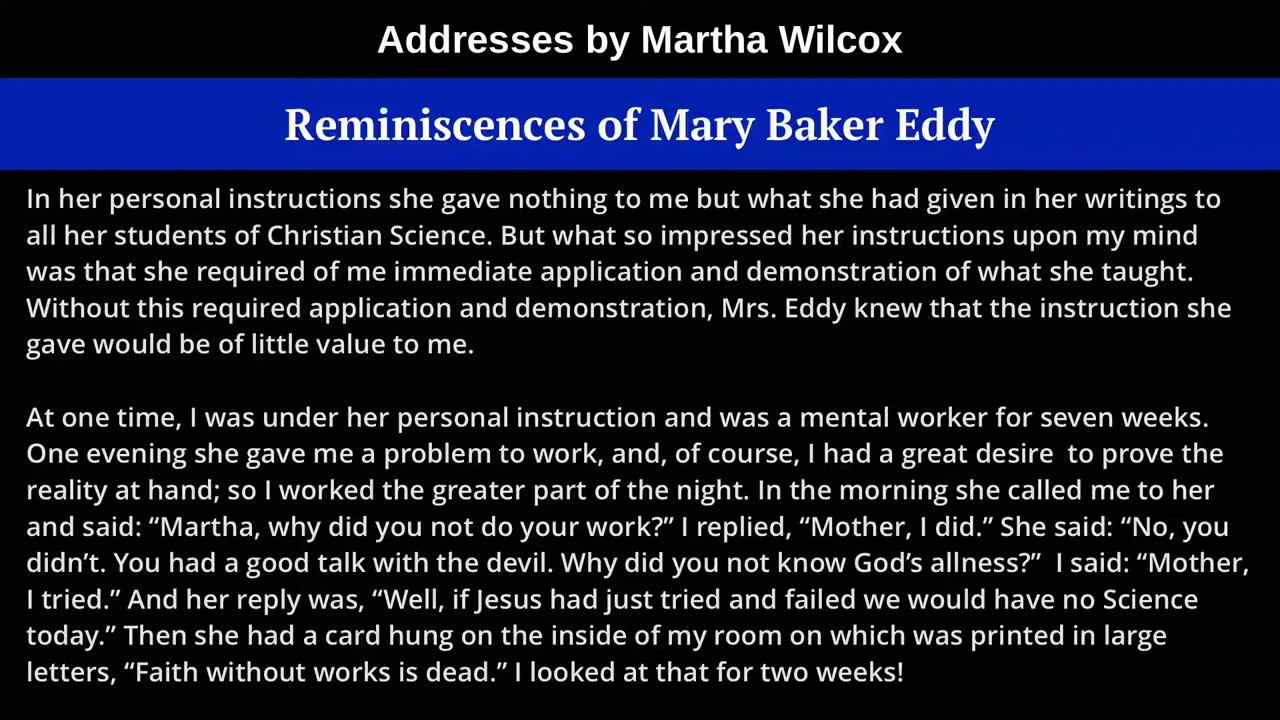 Addresses by Martha Wilcox
Reminiscences of Mary Baker Eddy
In her personal instructions she gave nothing to me but what she had given in her writings to
all her students of Christian Science. But what so impressed her instructions upon my mind
was that she required of me immediate application and demonstration of what she taught.
Without this required application and demonstration, Mrs. Eddy knew that the instruction she
gave would be of little value to me.
At one time, I was under her personal instruction and was a mental worker for seven weeks.
One evening she gave me a problem to work, and, of course, I had a great desire  to prove the
reality at hand; so I worked the greater part of the night. In the morning she called me to her
and said: “Martha, why did you not do your work?” I replied, “Mother, I did.” She said: “No, you
didn’t. You had a good talk with the devil. Why did you not know God’s allness?”  I said: “Mother,
I tried.” And her reply was, “Well, if Jesus had just tried and failed we would have no Science
today.” Then she had a card hung on the inside of my room on which was printed in large
letters, “Faith without works is dead.” I looked at that for two weeks!